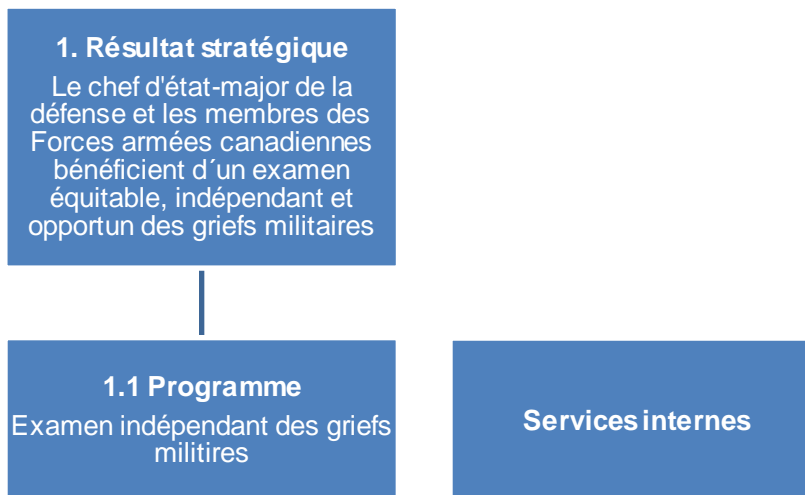 1. Résultat stratégique
Le chef d'état-major de la
défense et les membres des
Forces armées canadiennes
bénéficient d´un examen
équitable, indépendant et
opportun des griefs militaires
1.1 Programme
Examen indépendant des griefs
militires
Services internes